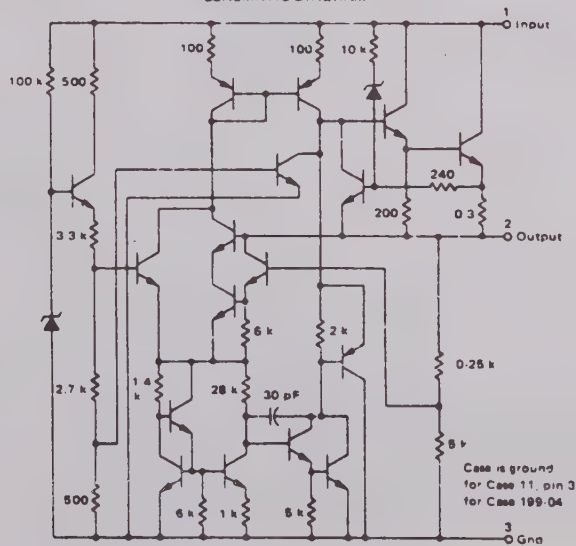 1
Input
100
100
10 k
100 k
500
240
200
0.3
2
Output
3.3 k
6 k
2 k
0-25 k
2.7 k
1.4
k
28 k
30 pF
5 k
Case is ground
for Case 11, pin 3
for Case 199-04
500
6 k
1 k
5 k
3
Gnd